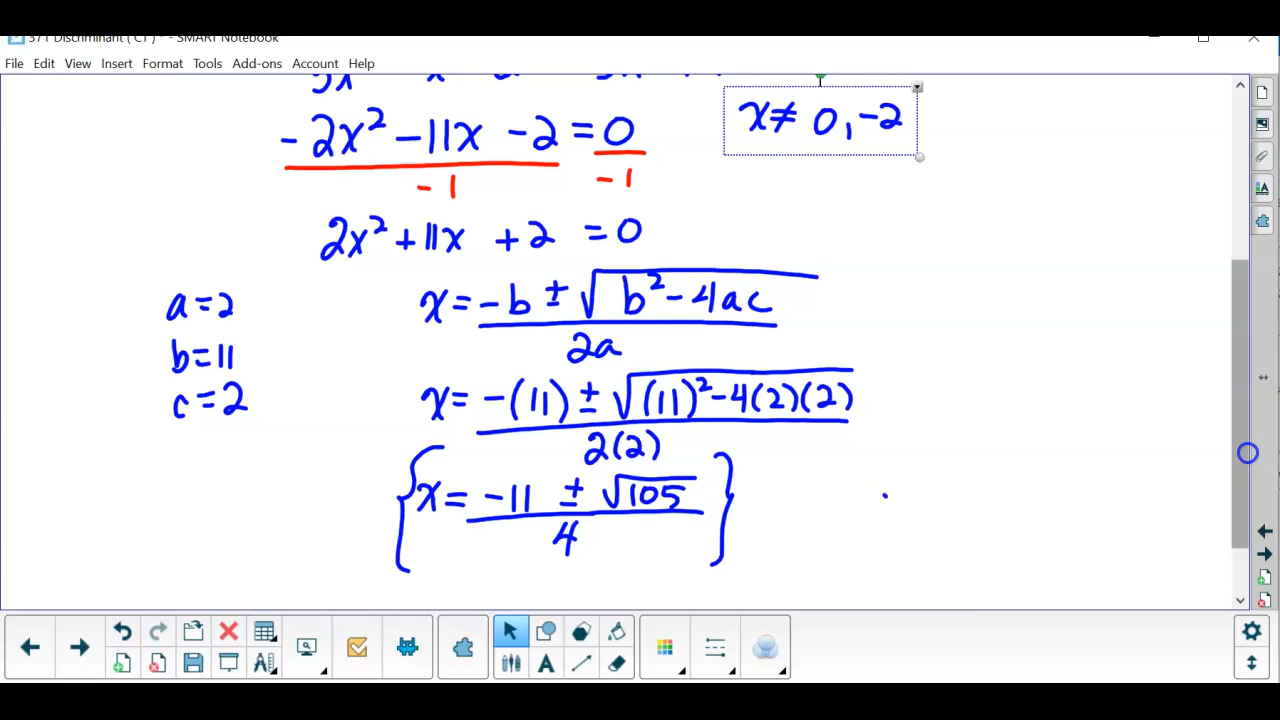 371 Discriminant ( CT ) * - SMART Notebook
File Edit View Insert Format Tools Add-ons Account Help
x ≠ 0, -2
-2x² - 11x - 2 = 0
-1 -1
2x² + 11x + 2 = 0
a = 2
b = 11
c = 2
x = -b ± √(b² - 4ac)
2a
x = -(11) ± √((11)² - 4(2)(2))
2(2)
{ x = -11 ± √105 }
4
A